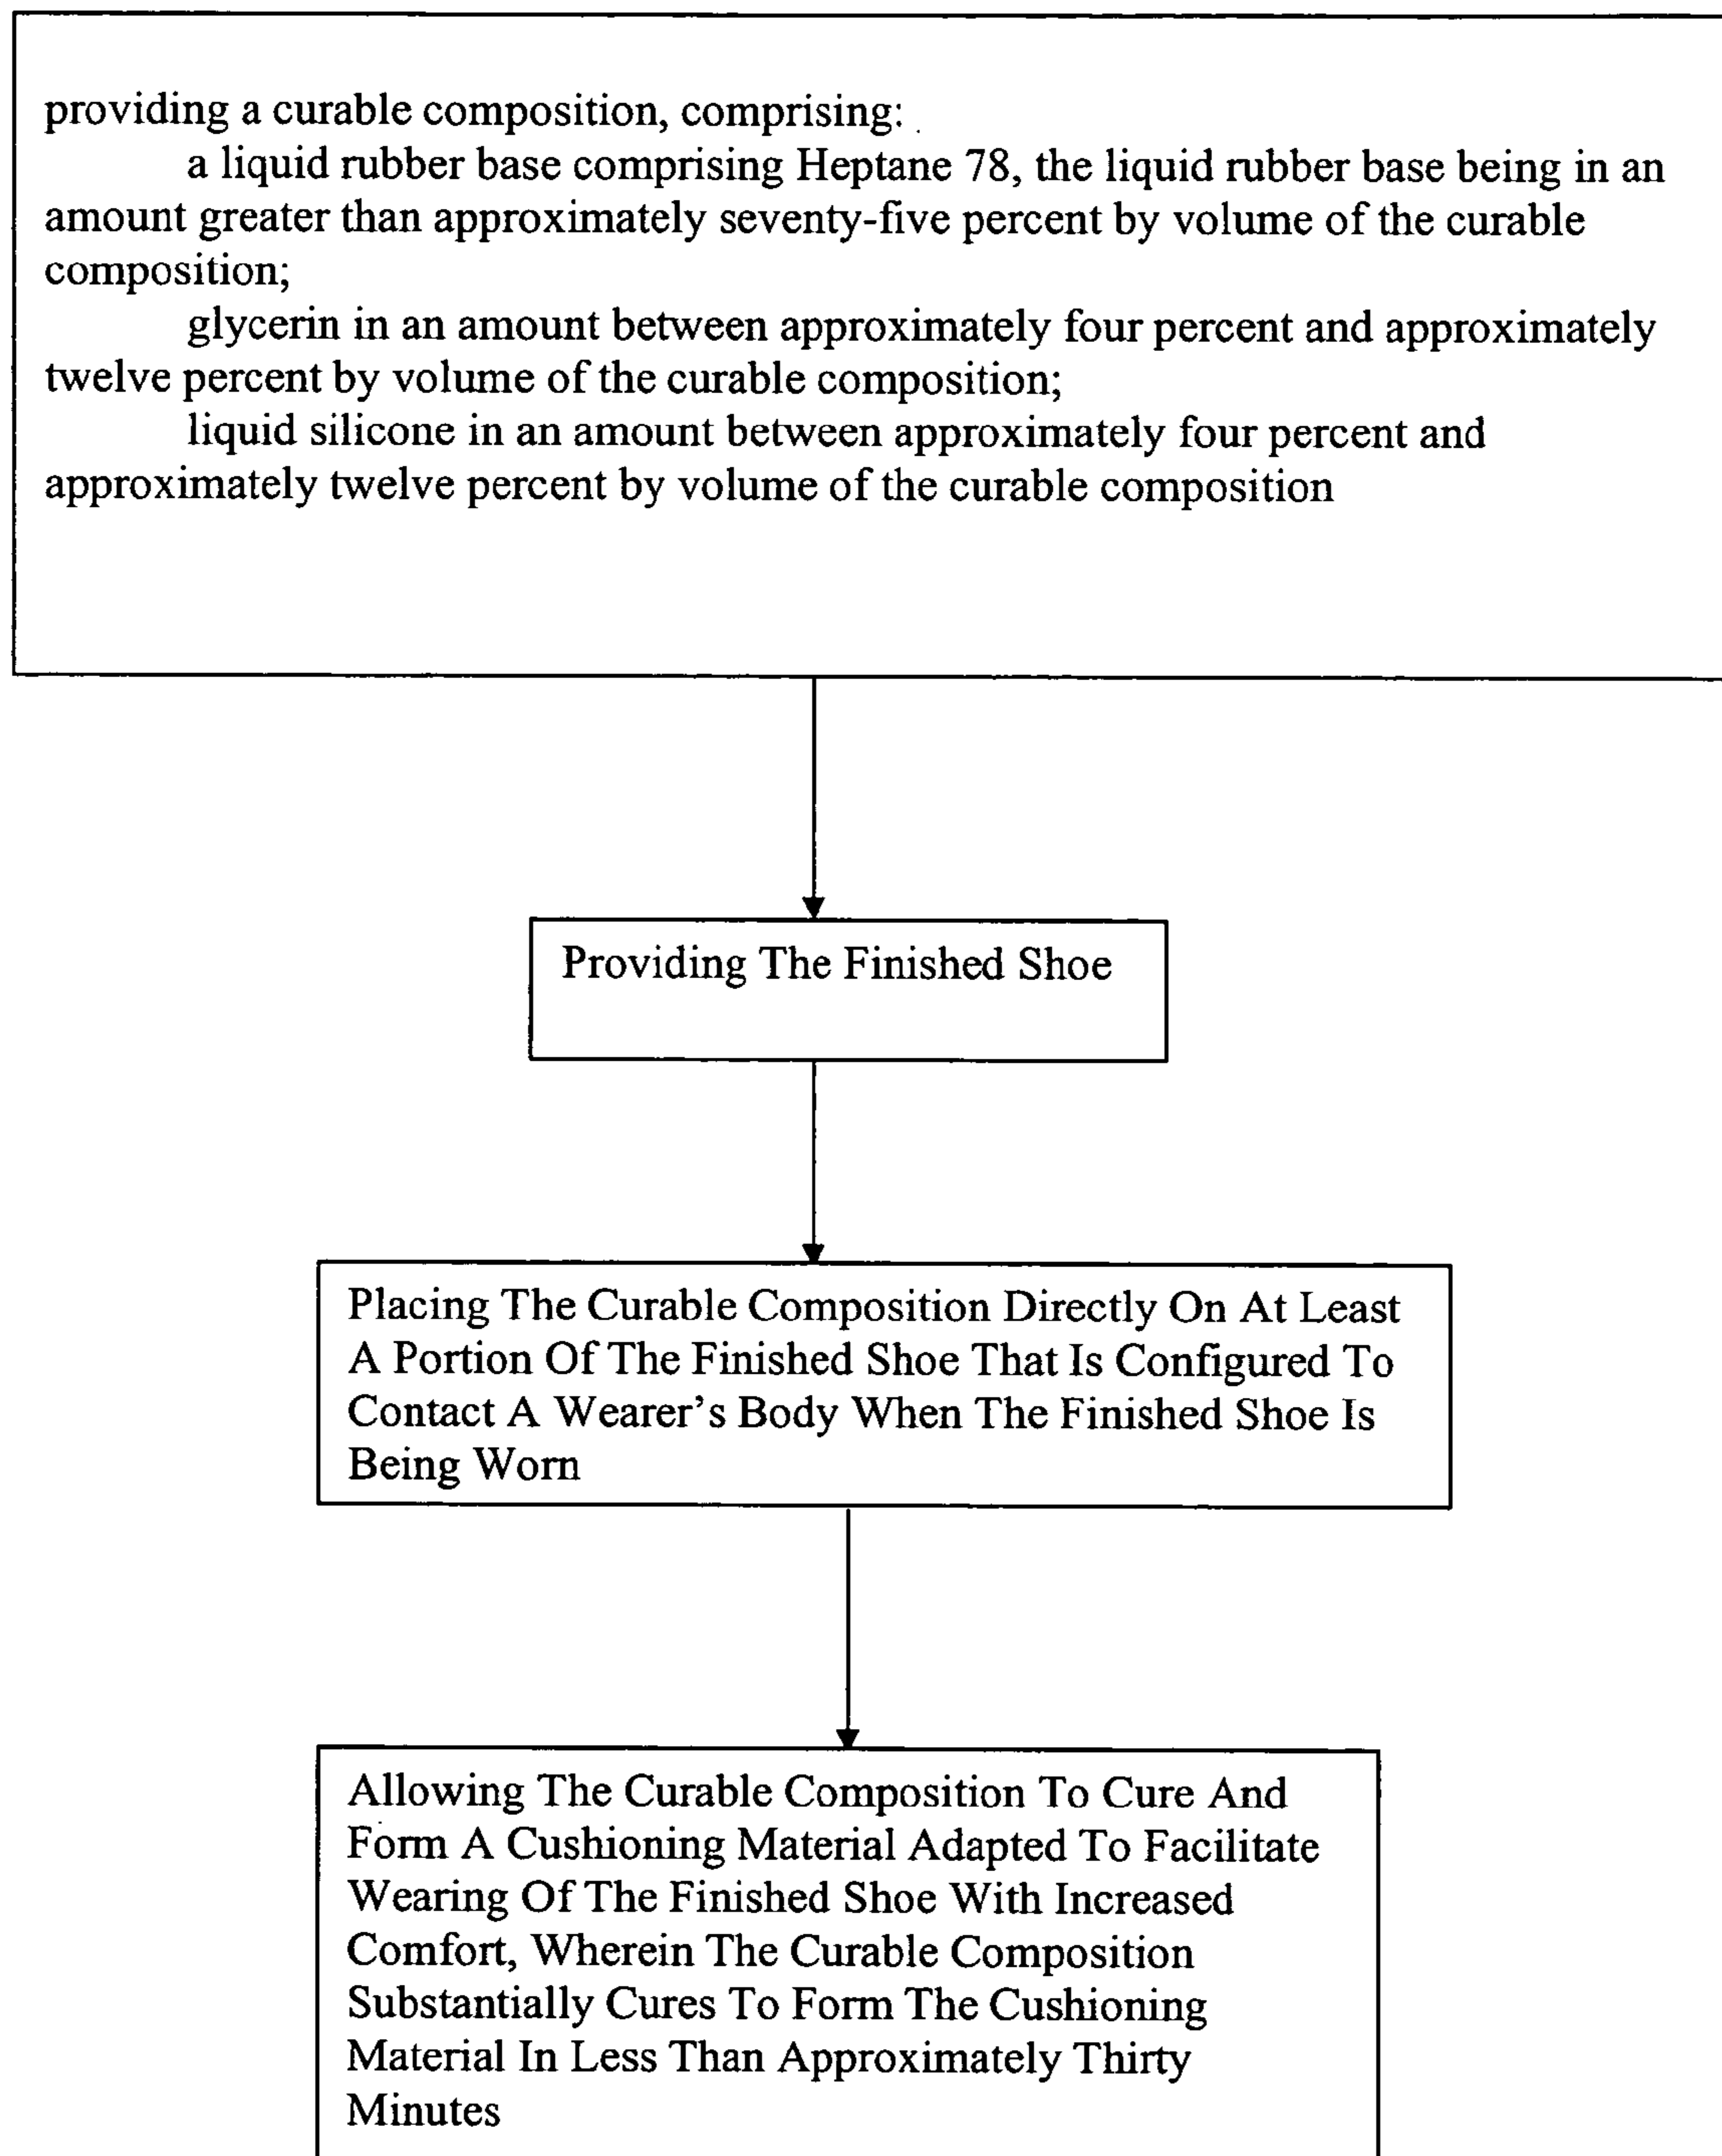 providing a curable composition, comprising:
a liquid rubber base comprising Heptane 78, the liquid rubber base being in an
amount greater than approximately seventy-five percent by volume of the curable
composition;
glycerin in an amount between approximately four percent and approximately
twelve percent by volume of the curable composition;
liquid silicone in an amount between approximately four percent and
approximately twelve percent by volume of the curable composition
Providing The Finished Shoe
Placing The Curable Composition Directly On At Least
A Portion Of The Finished Shoe That Is Configured To
Contact A Wearer's Body When The Finished Shoe Is
Being Worn
Allowing The Curable Composition To Cure And
Form A Cushioning Material Adapted To Facilitate
Wearing Of The Finished Shoe With Increased
Comfort, Wherein The Curable Composition
Substantially Cures To Form The Cushioning
Material In Less Than Approximately Thirty
Minutes